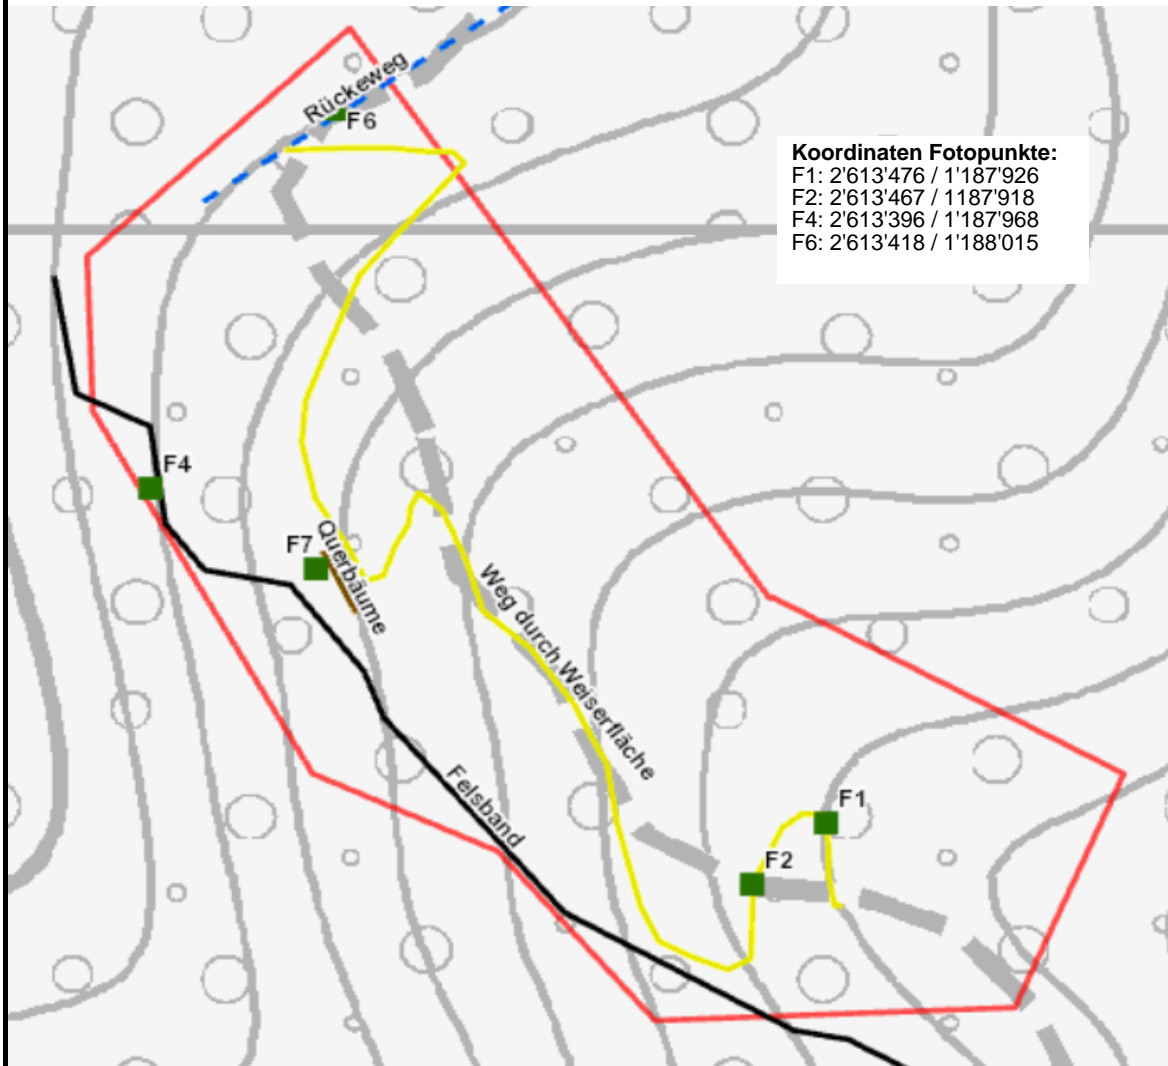 Rückeweg
F6
Koordinaten Fotopunkte:
F1: 2'613'476 / 1'187'926
F2: 2'613'467 / 1187'918
F4: 2'613'396 / 1'187'968
F6: 2'613'418 / 1'188'015
F4
F7
Querbäume
Weg durch Weiserfläche
Felsband
F1
F2